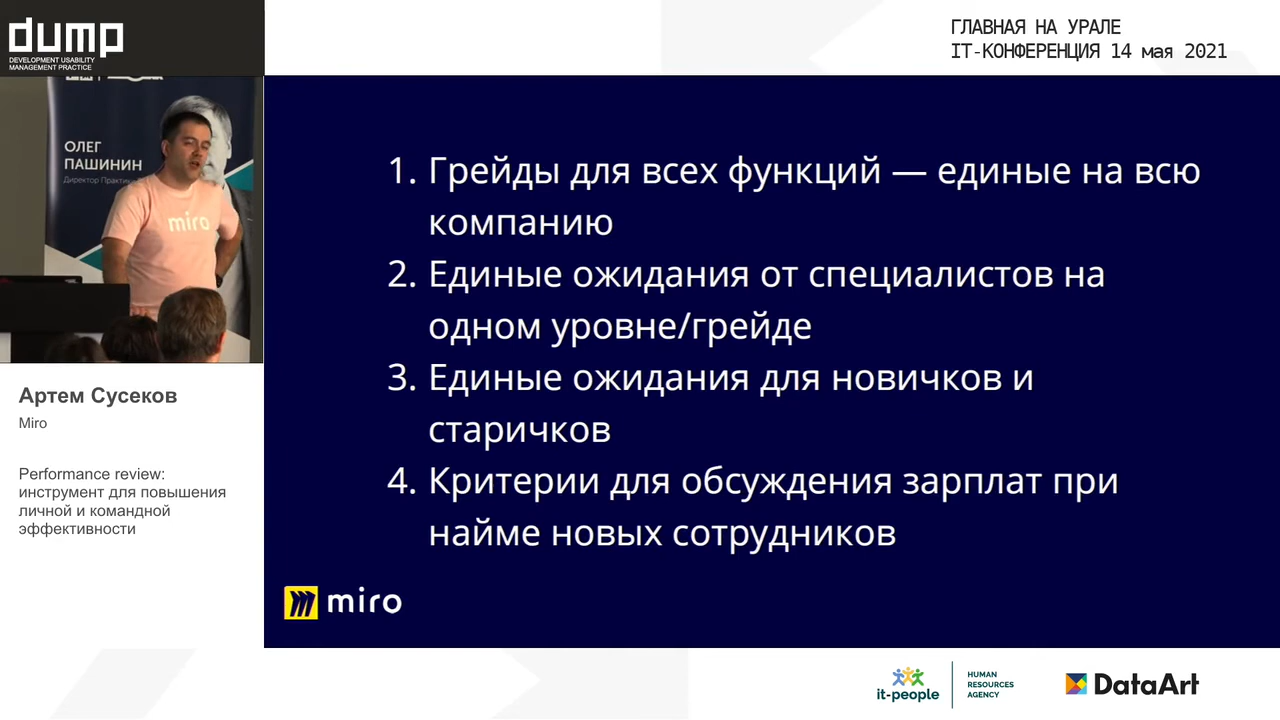 dump
DEVELOPMENT USABILITY
MANAGEMENT PRACTICE
ГЛАВНАЯ НА УРАЛЕ
IT-КОНФЕРЕНЦИЯ 14 мая 2021
ОЛЕГ
ПАШИНИН
Директор Практики
miro
Артем Сусеков
Miro
Performance review:
инструмент для повышения
личной и командной
эффективности
1. Грейды для всех функций — единые на всю
компанию
2. Единые ожидания от специалистов на
одном уровне/грейде
3. Единые ожидания для новичков и
старичков
4. Критерии для обсуждения зарплат при
найме новых сотрудников
miro
it-people
HUMAN
RESOURCES
AGENCY
DataArt